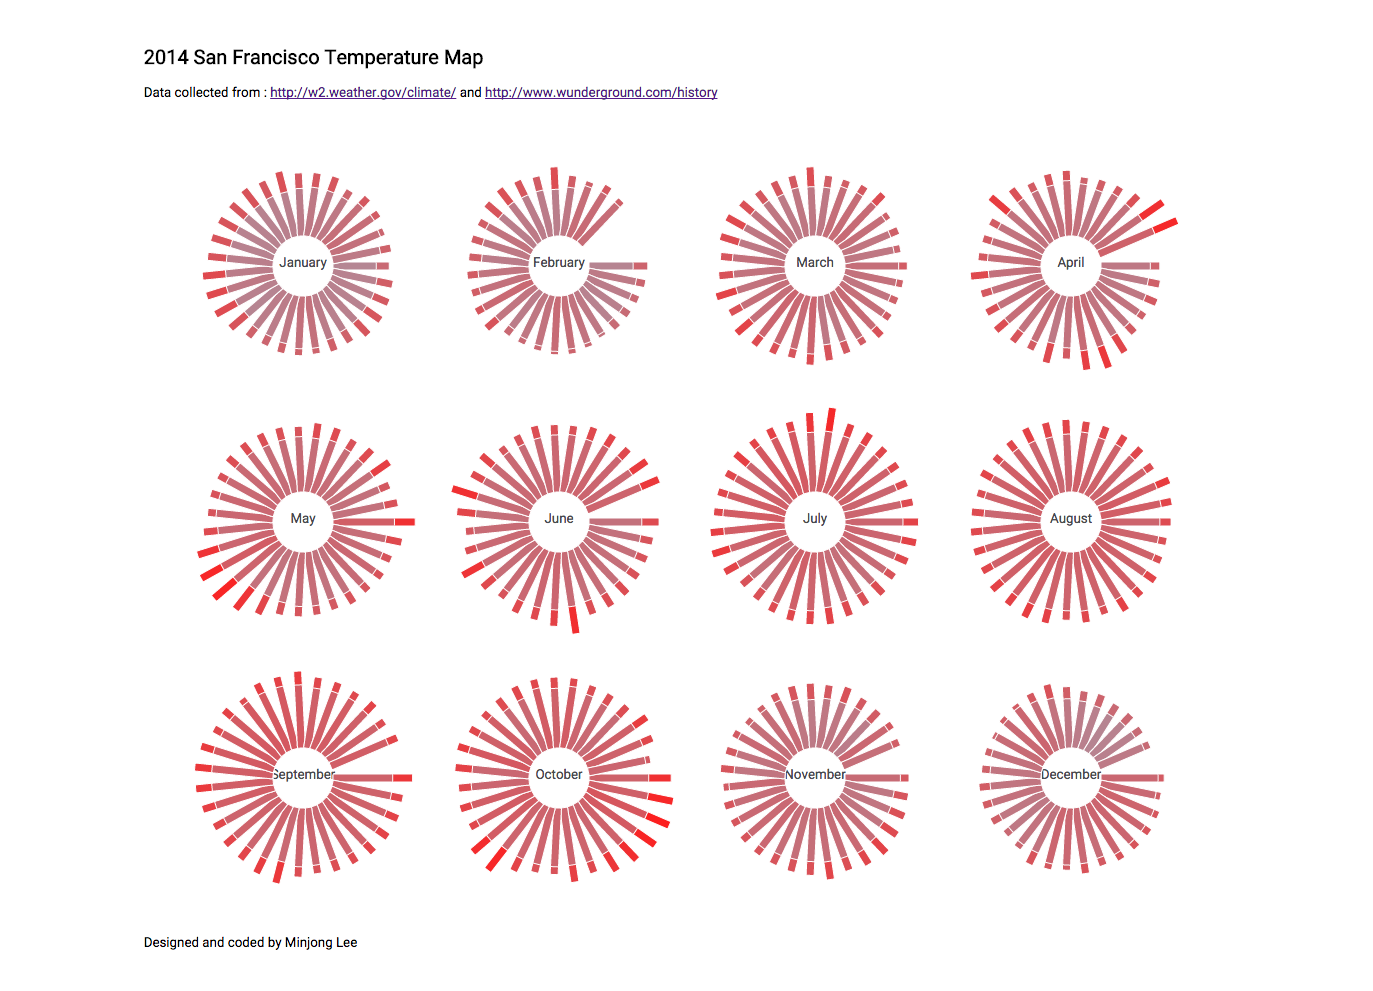 2014 San Francisco Temperature Map
Data collected from : http://w2.weather.gov/climate/ and http://www.wunderground.com/history
January February March April
May June July August
September October November December
Designed and coded by Minjong Lee